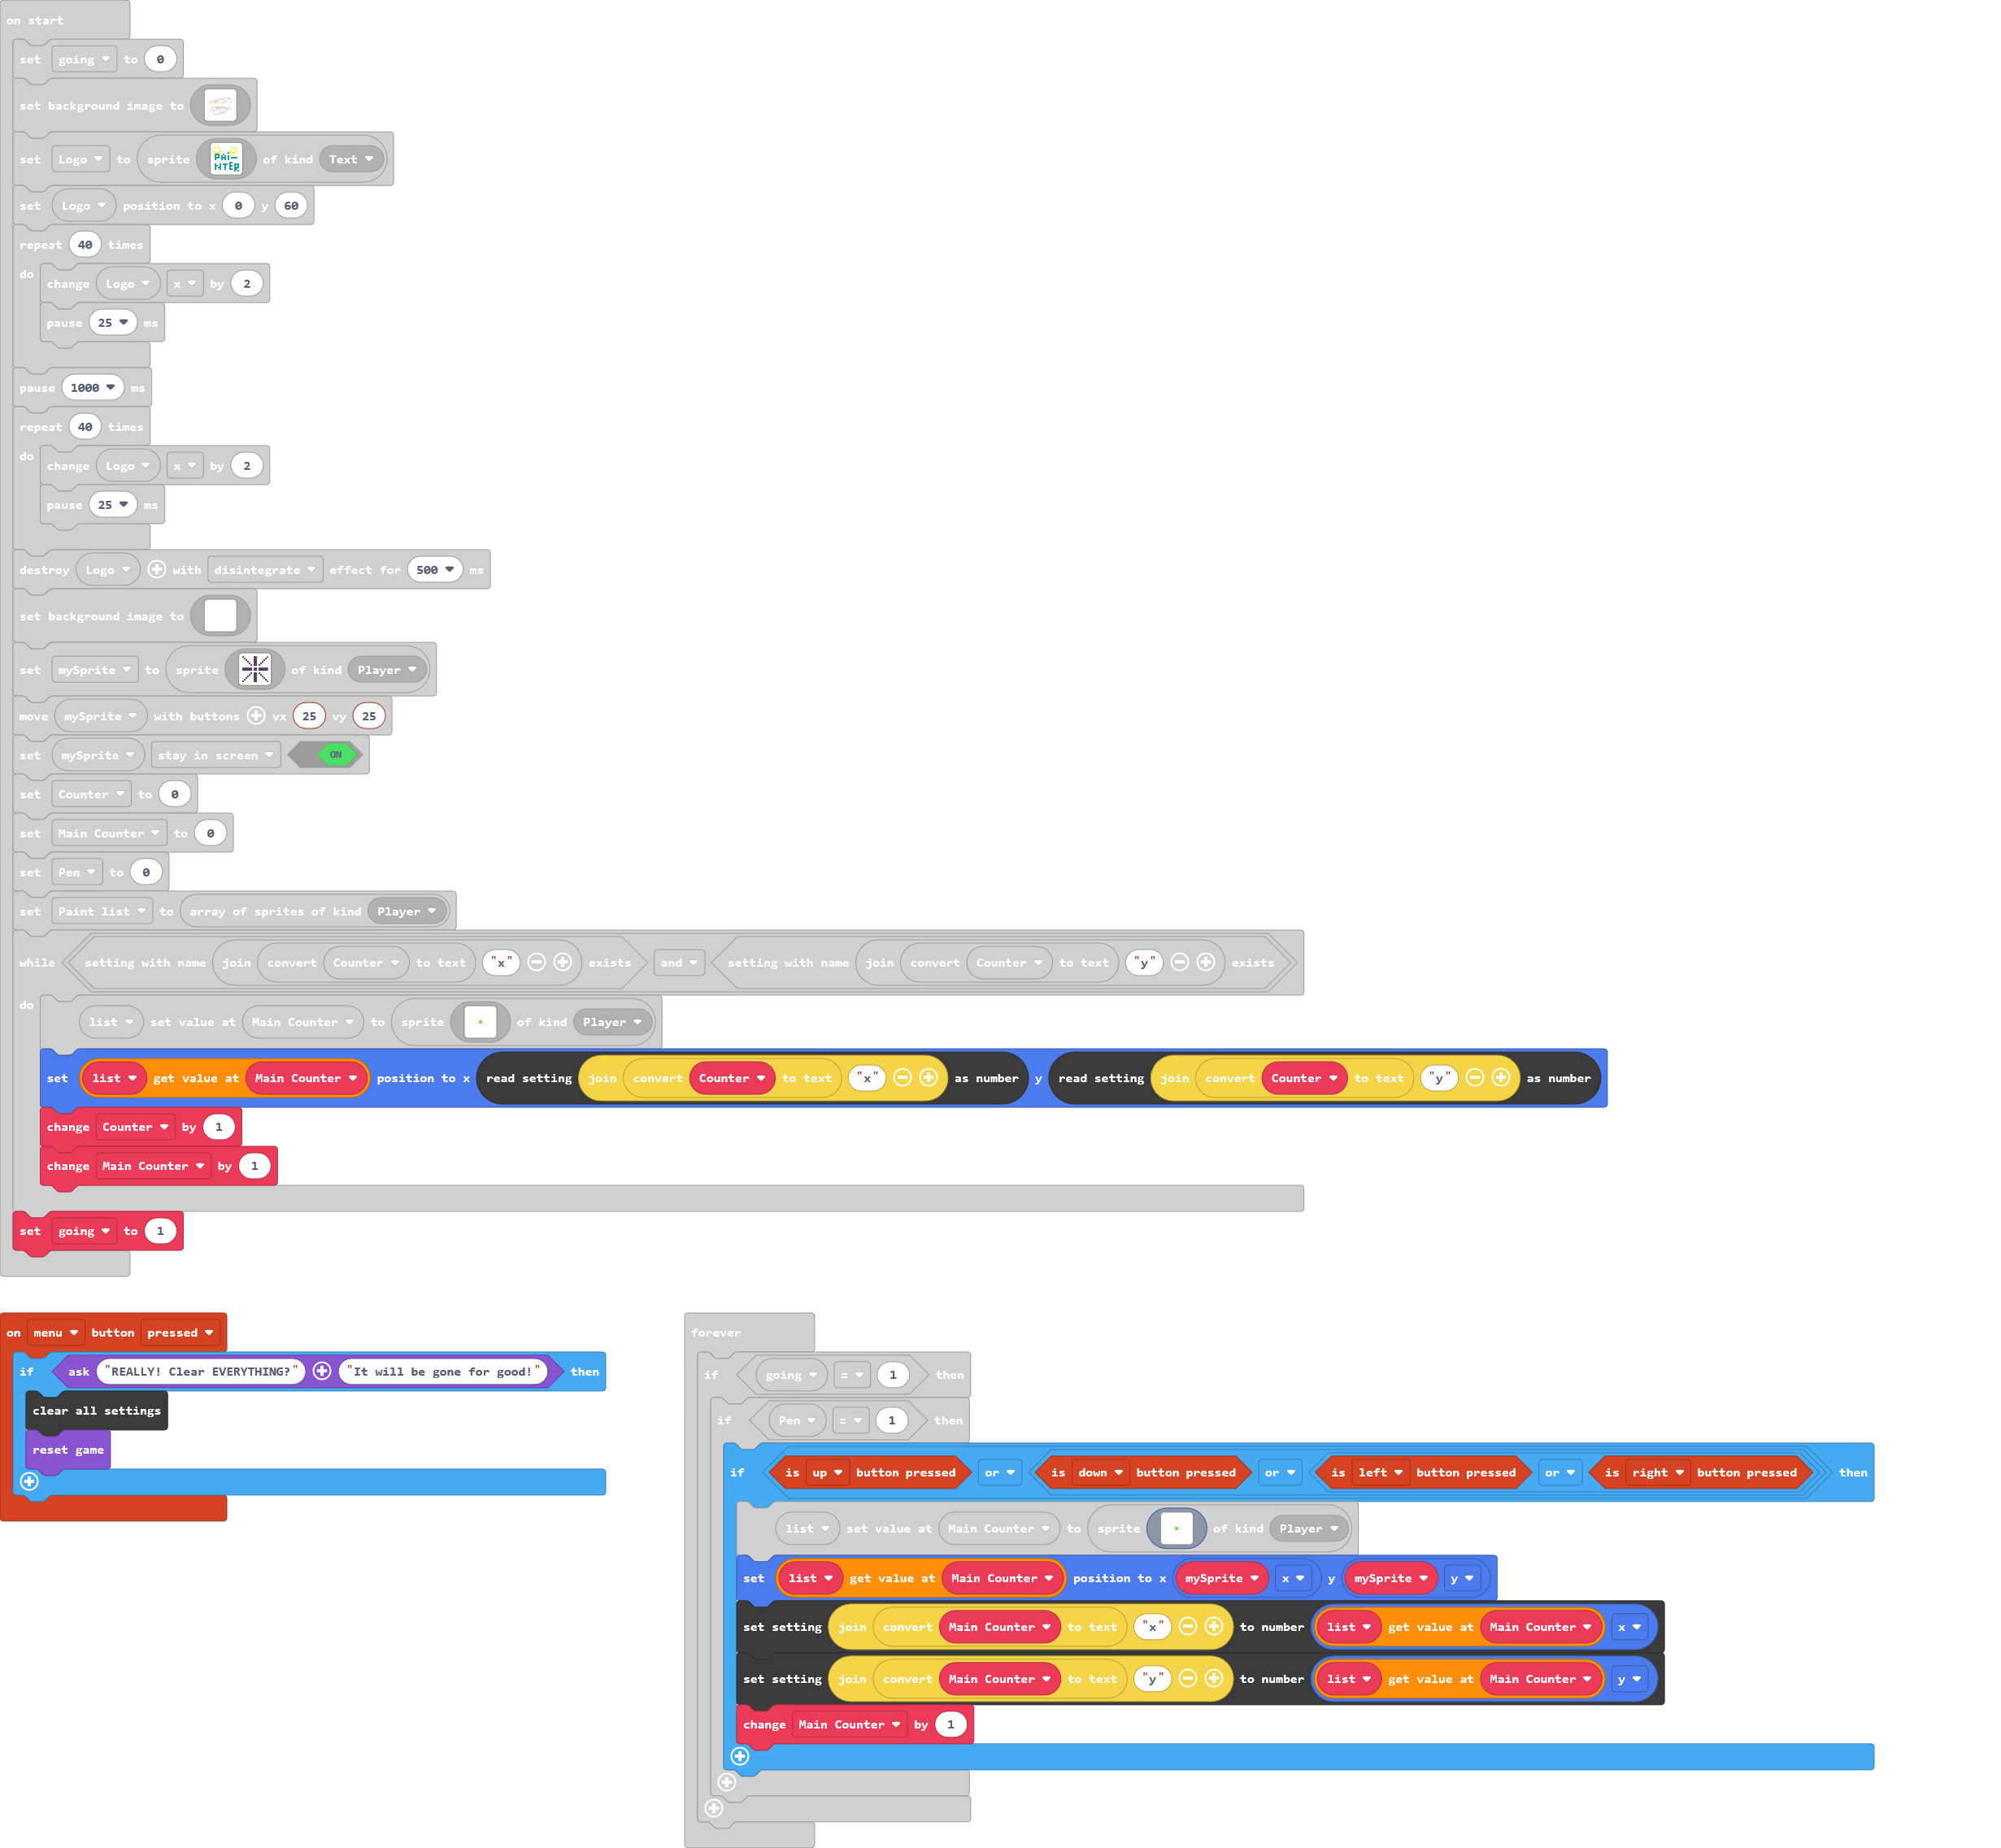 on start
set going to 0
set background image to
set Logo to sprite PAI- NTER of kind Text
set Logo position to x 0 y 60
repeat 40 times
do
change Logo x by 2
pause 25 ms
pause 1000 ms
repeat 40 times
do
change Logo x by 2
pause 25 ms
destroy Logo with disintegrate effect for 500 ms
set background image to
set mySprite to sprite of kind Player
move mySprite with buttons vx 25 vy 25
set mySprite stay in screen ON
set Counter to 0
set Main Counter to 0
set Pen to 0
set Paint list to array of sprites of kind Player
while setting with name join convert Counter to text "x" exists and setting with name join convert Counter to text "y" exists
do
list set value at Main Counter to sprite of kind Player
set list get value at Main Counter position to x read setting join convert Counter to text "x" as number y read setting join convert Counter to text "y" as number
change Counter by 1
change Main Counter by 1
set going to 1
on menu button pressed
if ask "REALLY! Clear EVERYTHING?" "It will be gone for good!" then
clear all settings
reset game
forever
if going = 1 then
if Pen = 1 then
if is up button pressed or is down button pressed or is left button pressed or is right button pressed then
list set value at Main Counter to sprite of kind Player
set list get value at Main Counter position to x mySprite x y mySprite y
set setting join convert Main Counter to text "x" to number list get value at Main Counter x
set setting join convert Main Counter to text "y" to number list get value at Main Counter y
change Main Counter by 1